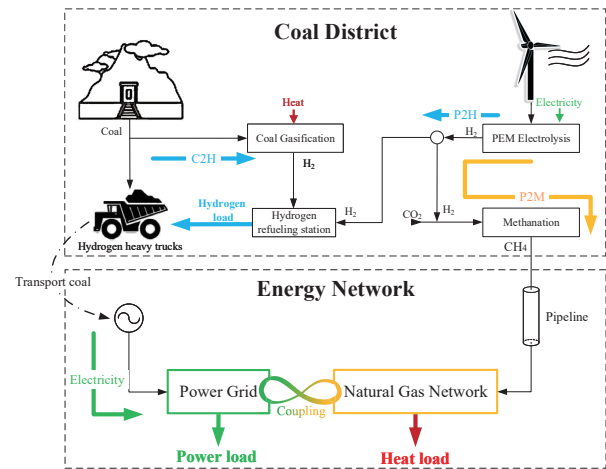 Coal District
Heat
P2H
Electricity
Coal
Coal Gasification
H₂
PEM Electrolysis
C2H
H₂
P2M
Hydrogen
load
Hydrogen
refueling station
H₂
CO₂
H₂
Methanation
Hydrogen heavy trucks
CH₄
Transport coal
Energy Network
Pipeline
Electricity
Power Grid
Coupling
Natural Gas Network
Power load
Heat load